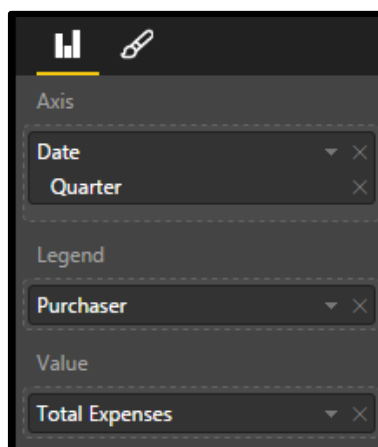 Axis
Date
Quarter
Legend
Purchaser
Value
Total Expenses